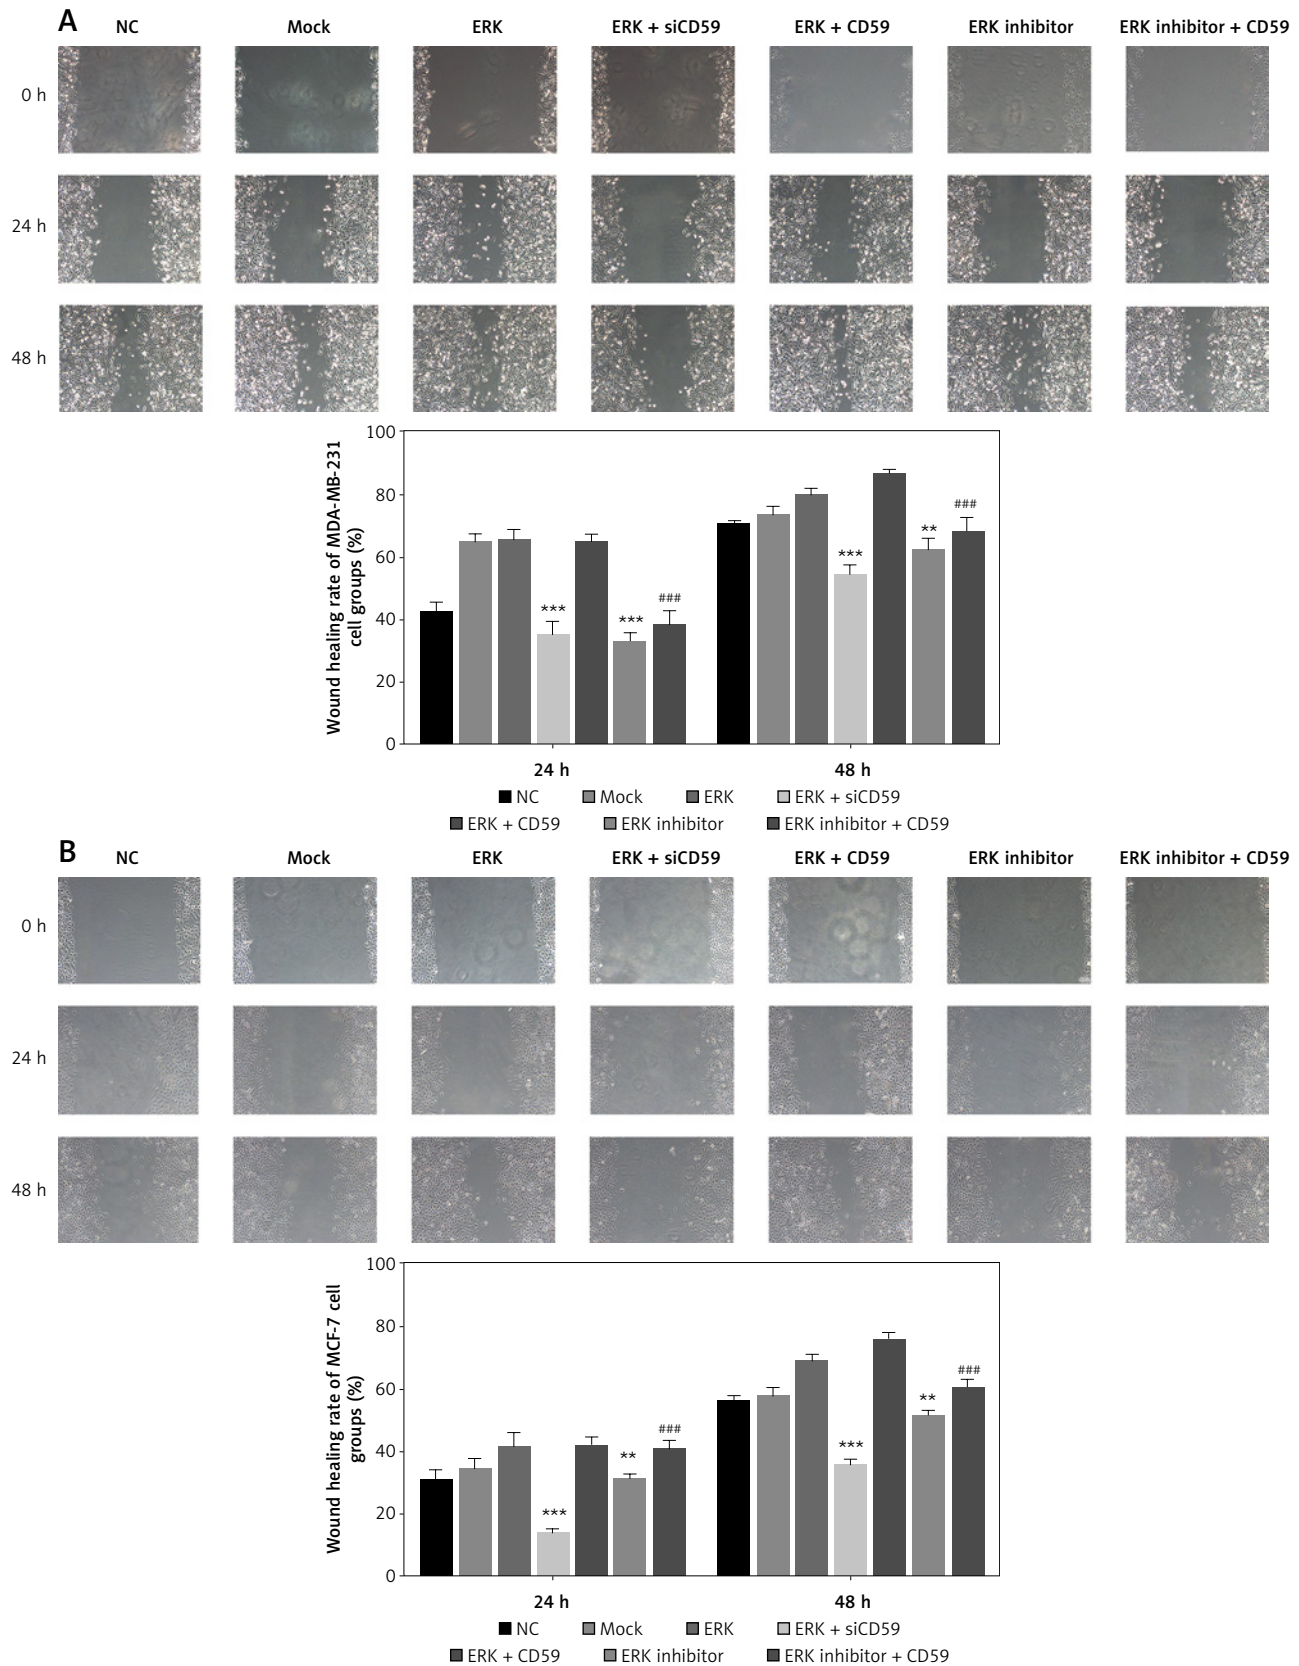 A
NC Mock ERK ERK + siCD59 ERK + CD59 ERK inhibitor ERK inhibitor + CD59
0 h
24 h
48 h
Wound healing rate of MDA-MB-231
cell groups (%)
100
80
60
40
20
0
*** *** ###
*** ** ###
24 h 48 h
NC Mock ERK ERK + siCD59
ERK + CD59 ERK inhibitor ERK inhibitor + CD59
B
NC Mock ERK ERK + siCD59 ERK + CD59 ERK inhibitor ERK inhibitor + CD59
0 h
24 h
48 h
Wound healing rate of MCF-7 cell
groups (%)
100
80
60
40
20
0
*** ** ###
*** ** ###
24 h 48 h
NC Mock ERK ERK + siCD59
ERK + CD59 ERK inhibitor ERK inhibitor + CD59